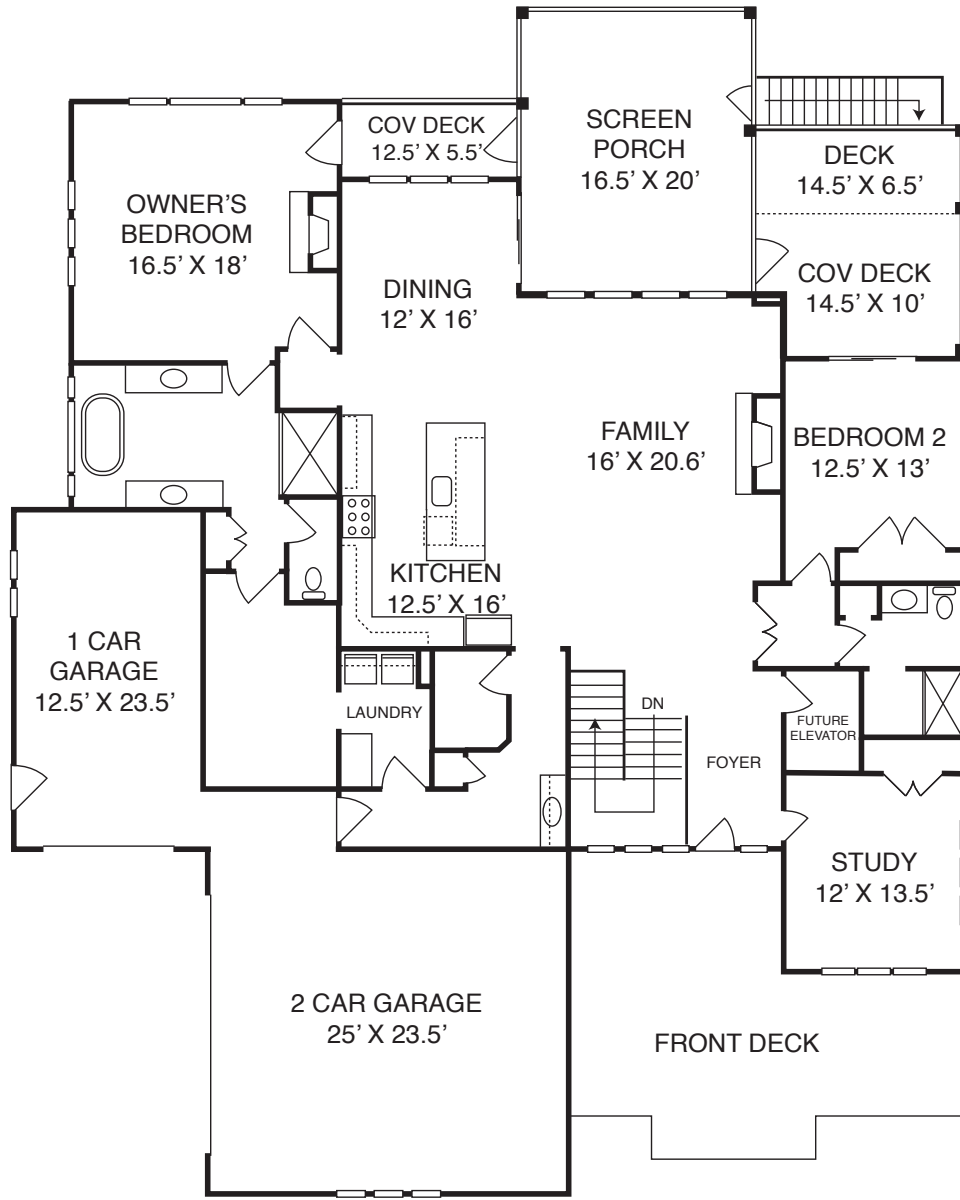 SCREEN
PORCH
16.5’ X 20’
COV DECK
12.5’ X 5.5’
DECK
14.5’ X 6.5’
OWNER’S
BEDROOM
16.5’ X 18’
COV DECK
14.5’ X 10’
DINING
12’ X 16’
FAMILY
16’ X 20.6’
BEDROOM 2
12.5’ X 13’
KITCHEN
12.5’ X 16’
1 CAR
GARAGE
12.5’ X 23.5’
LAUNDRY
DN
FUTURE
ELEVATOR
FOYER
STUDY
12’ X 13.5’
2 CAR GARAGE
25’ X 23.5’
FRONT DECK